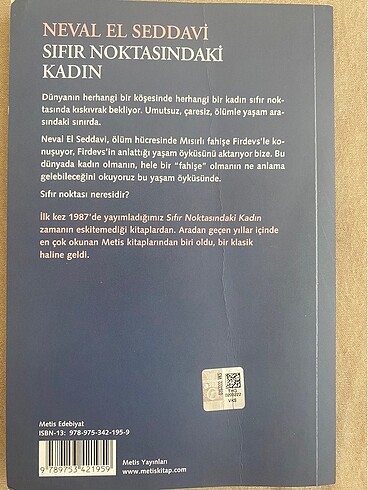 NEVAL EL SEDDAVİ
SIFIR NOKTASINDAKİ
KADIN
Dünyanın herhangi bir köşesinde herhangi bir kadın sıfır nok-
tasında kıskıvrak bekliyor. Umutsuz, çaresiz, ölümle yaşam ara-
sındaki sınırda.
Neval El Seddavi, ölüm hücresinde Mısırlı fahişe Firdevs'le ko-
nuşuyor, Firdevs'in anlattığı yaşam öyküsünü aktarıyor bize. Bu
dünyada kadın olmanın, hele bir "fahişe" olmanın ne anlama
gelebileceğini okuyoruz bu yaşam öyküsünde.
Sıfır noktası neresidir?
İlk kez 1987'de yayımladığımız Sıfır Noktasındaki Kadın
zamanın eskitemediği kitaplardan. Aradan geçen yıllar içinde
en çok okunan Metis kitaplarından biri oldu, bir klasik
haline geldi.
Metis Edebiyat
ISBN-13: 978-975-342-195-9
9 789753 421959
Metis Yayınları
www.metiskitap.com